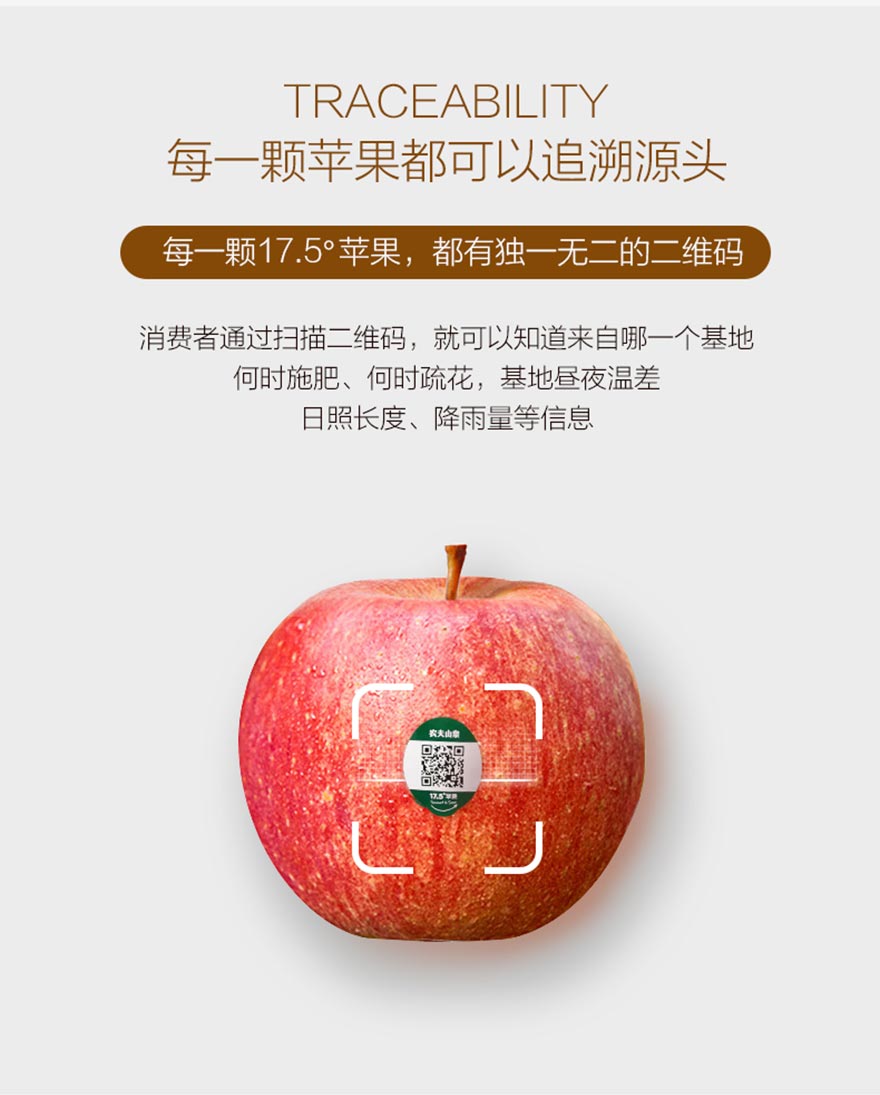 TRACEABILITY
每一颗苹果都可以追溯源头
每一颗17.5°苹果，都有独一无二的二维码
消费者通过扫描二维码，就可以知道来自哪一个基地
何时施肥、何时疏花，基地昼夜温差
日照长度、降雨量等信息
农夫山泉
17.5°苹果